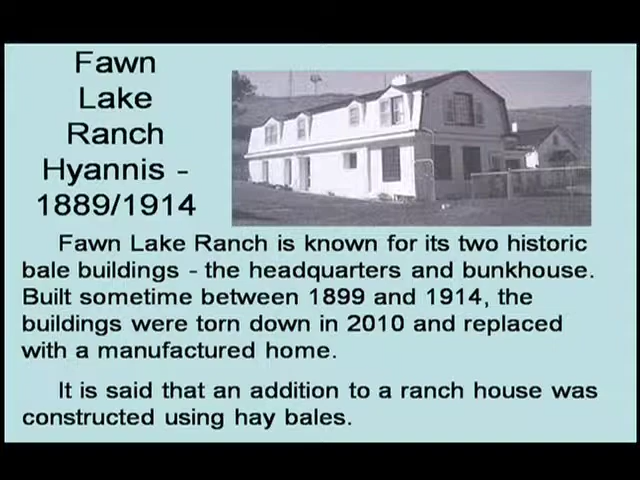 Fawn
Lake
Ranch
Hyannis -
1889/1914
Fawn Lake Ranch is known for its two historic
bale buildings - the headquarters and bunkhouse.
Built sometime between 1899 and 1914, the
buildings were torn down in 2010 and replaced
with a manufactured home.
It is said that an addition to a ranch house was
constructed using hay bales.